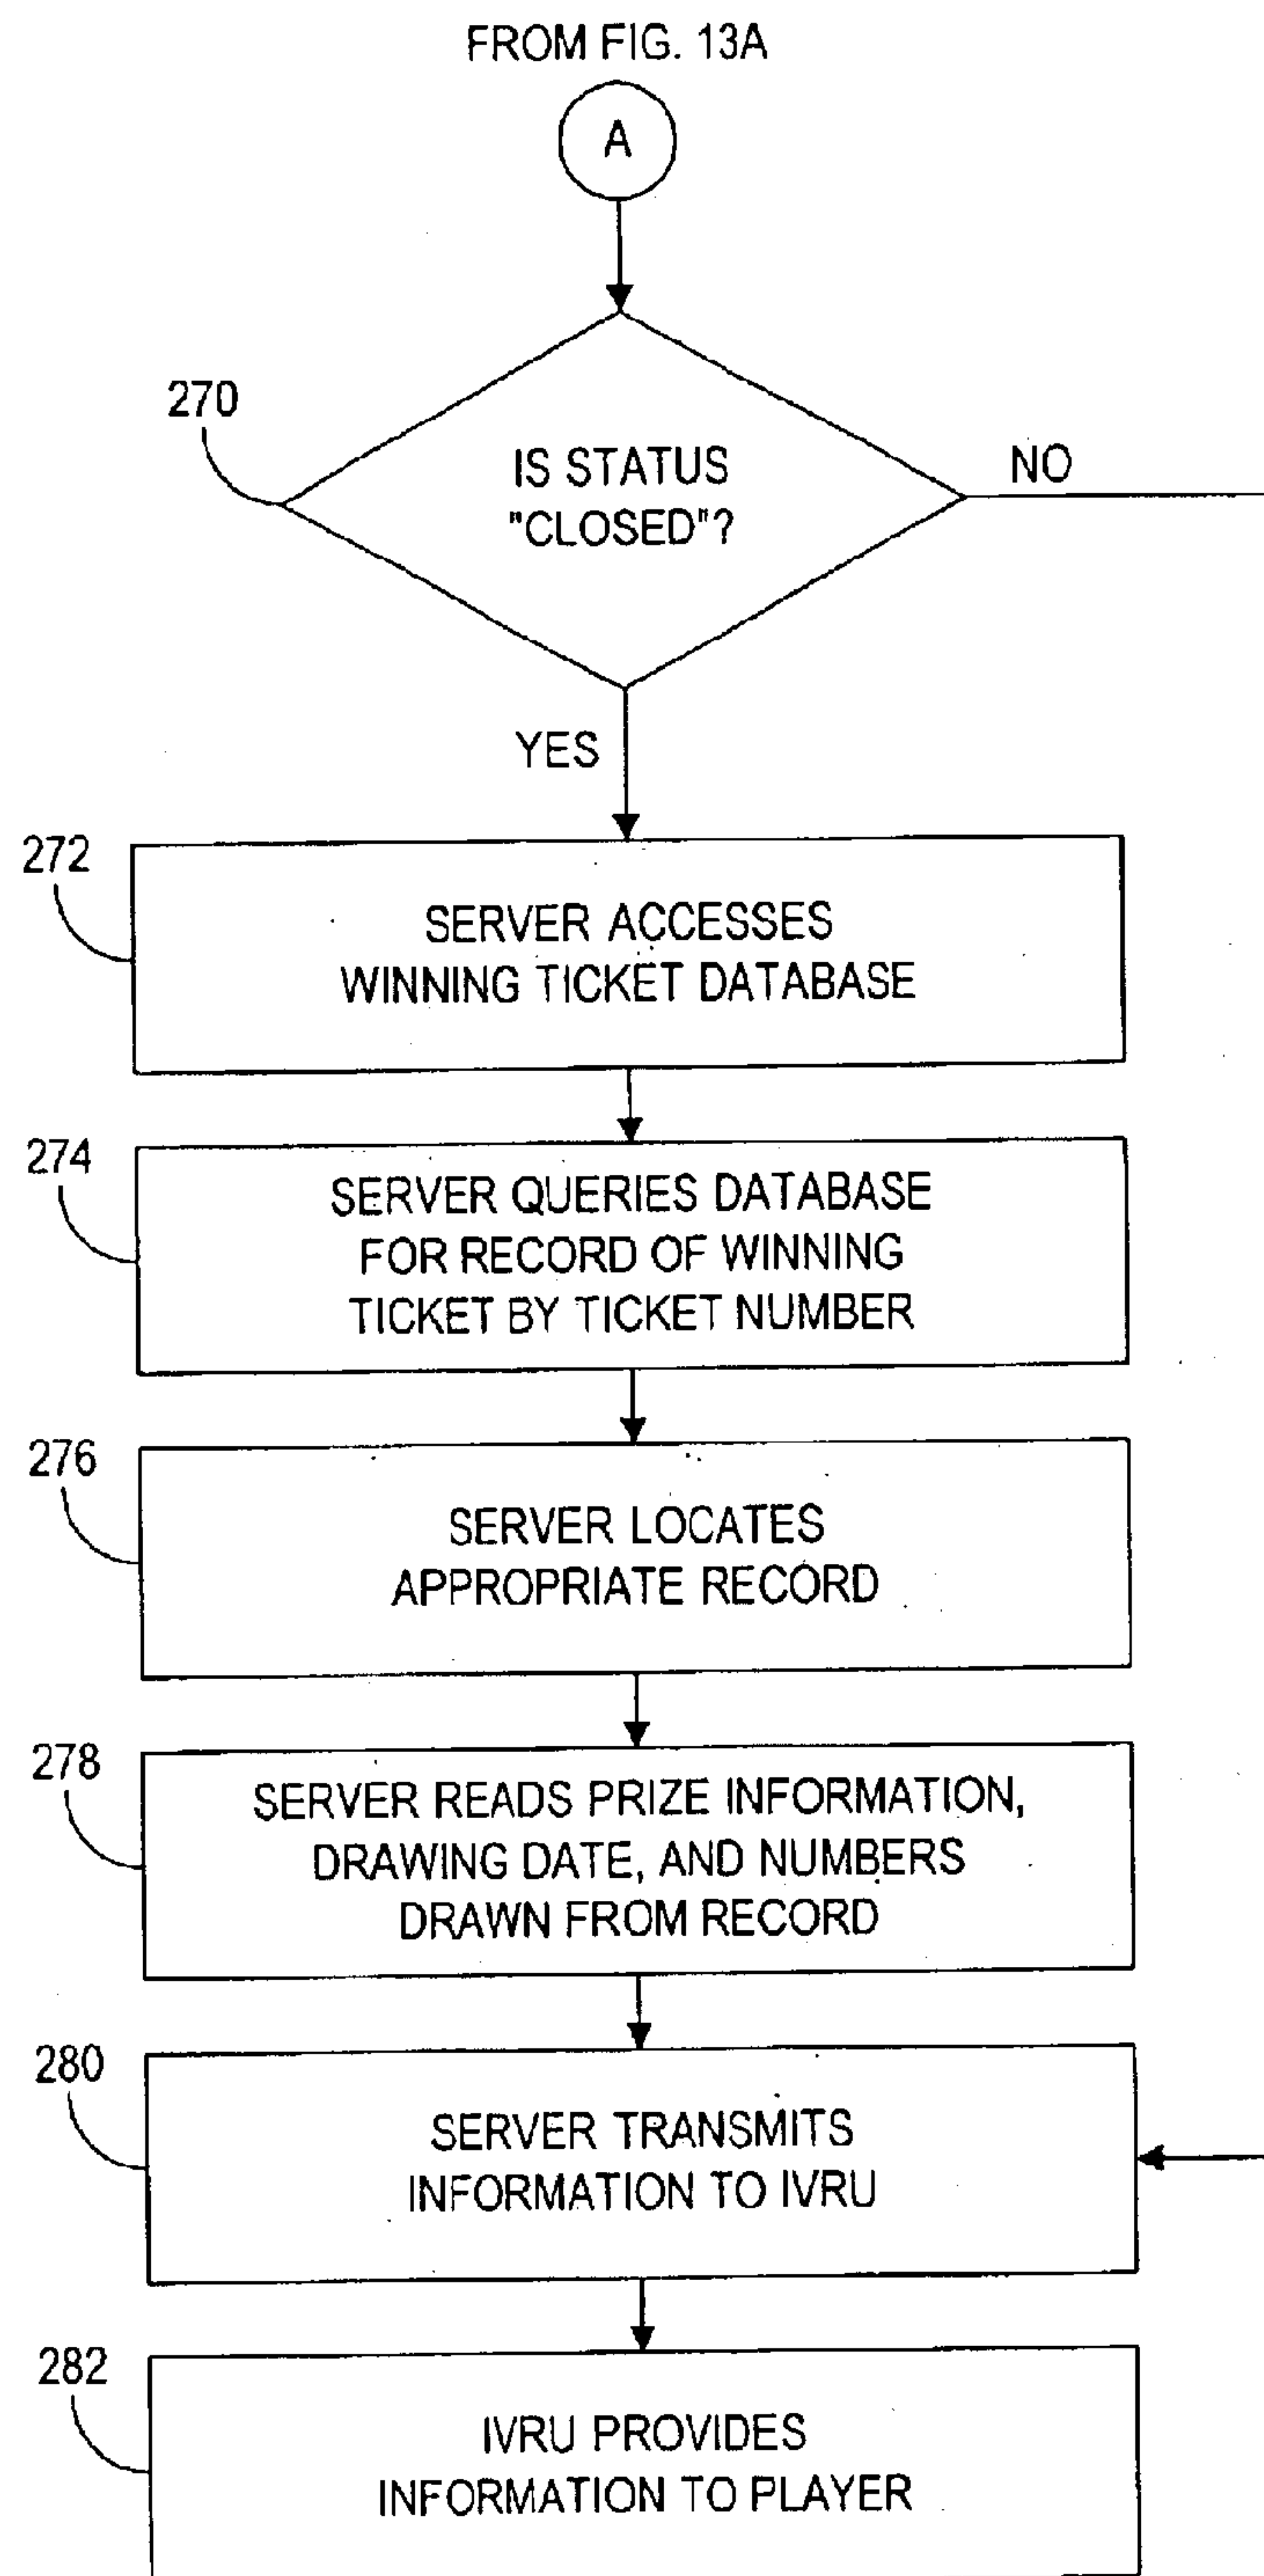 FROM FIG. 13A
A
270
IS STATUS
"CLOSED"?
NO
YES
272
SERVER ACCESSES
WINNING TICKET DATABASE
274
SERVER QUERIES DATABASE
FOR RECORD OF WINNING
TICKET BY TICKET NUMBER
276
SERVER LOCATES
APPROPRIATE RECORD
278
SERVER READS PRIZE INFORMATION,
DRAWING DATE, AND NUMBERS
DRAWN FROM RECORD
280
SERVER TRANSMITS
INFORMATION TO IVRU
282
IVRU PROVIDES
INFORMATION TO PLAYER